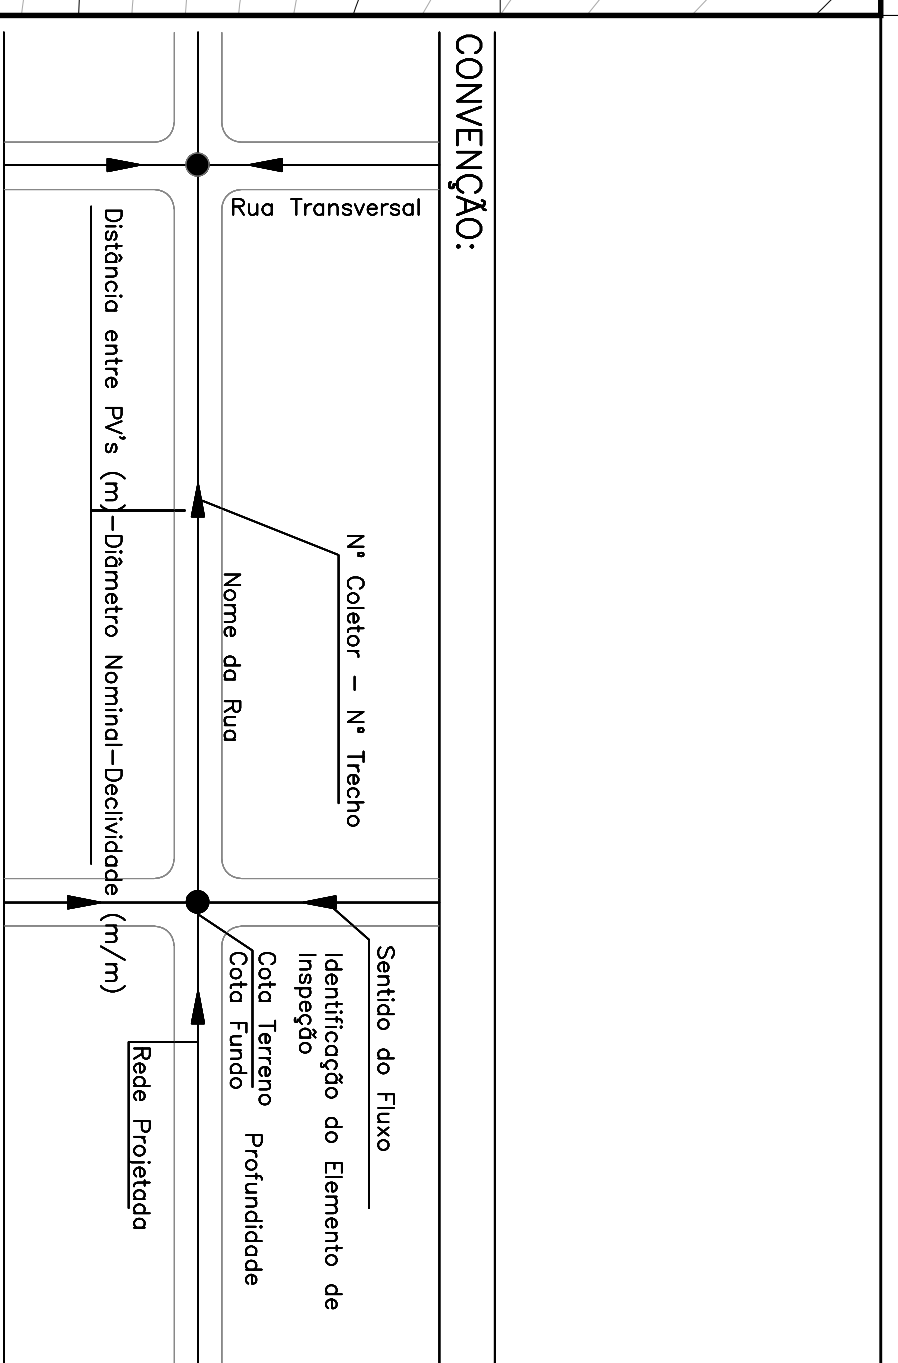 CONVENÇÃO:
Rua Transversal
Nº Coletor - Nº Trecho
Nome da Rua
Distância entre PV's (m)-Diâmetro Nominal-Declividade (m/m)
Sentido do Fluxo
Identificação do Elemento de
Inspeção
Cota Terreno
Cota Fundo
Profundidade
Rede Projetada